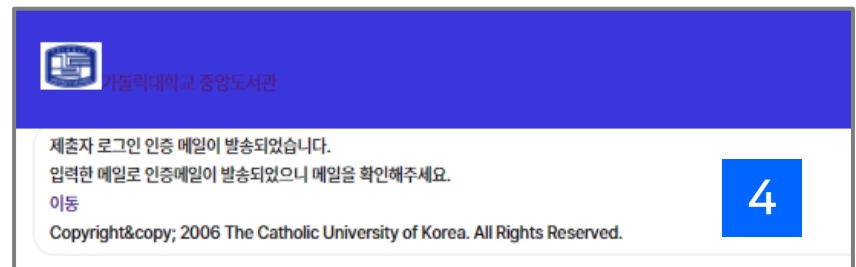 가톨릭대학교 중앙도서관
제출자 로그인 인증 메일이 발송되었습니다.
입력한 메일로 인증메일이 발송되었으니 메일을 확인해주세요.
이동
4
Copyright&copy; 2006 The Catholic University of Korea. All Rights Reserved.